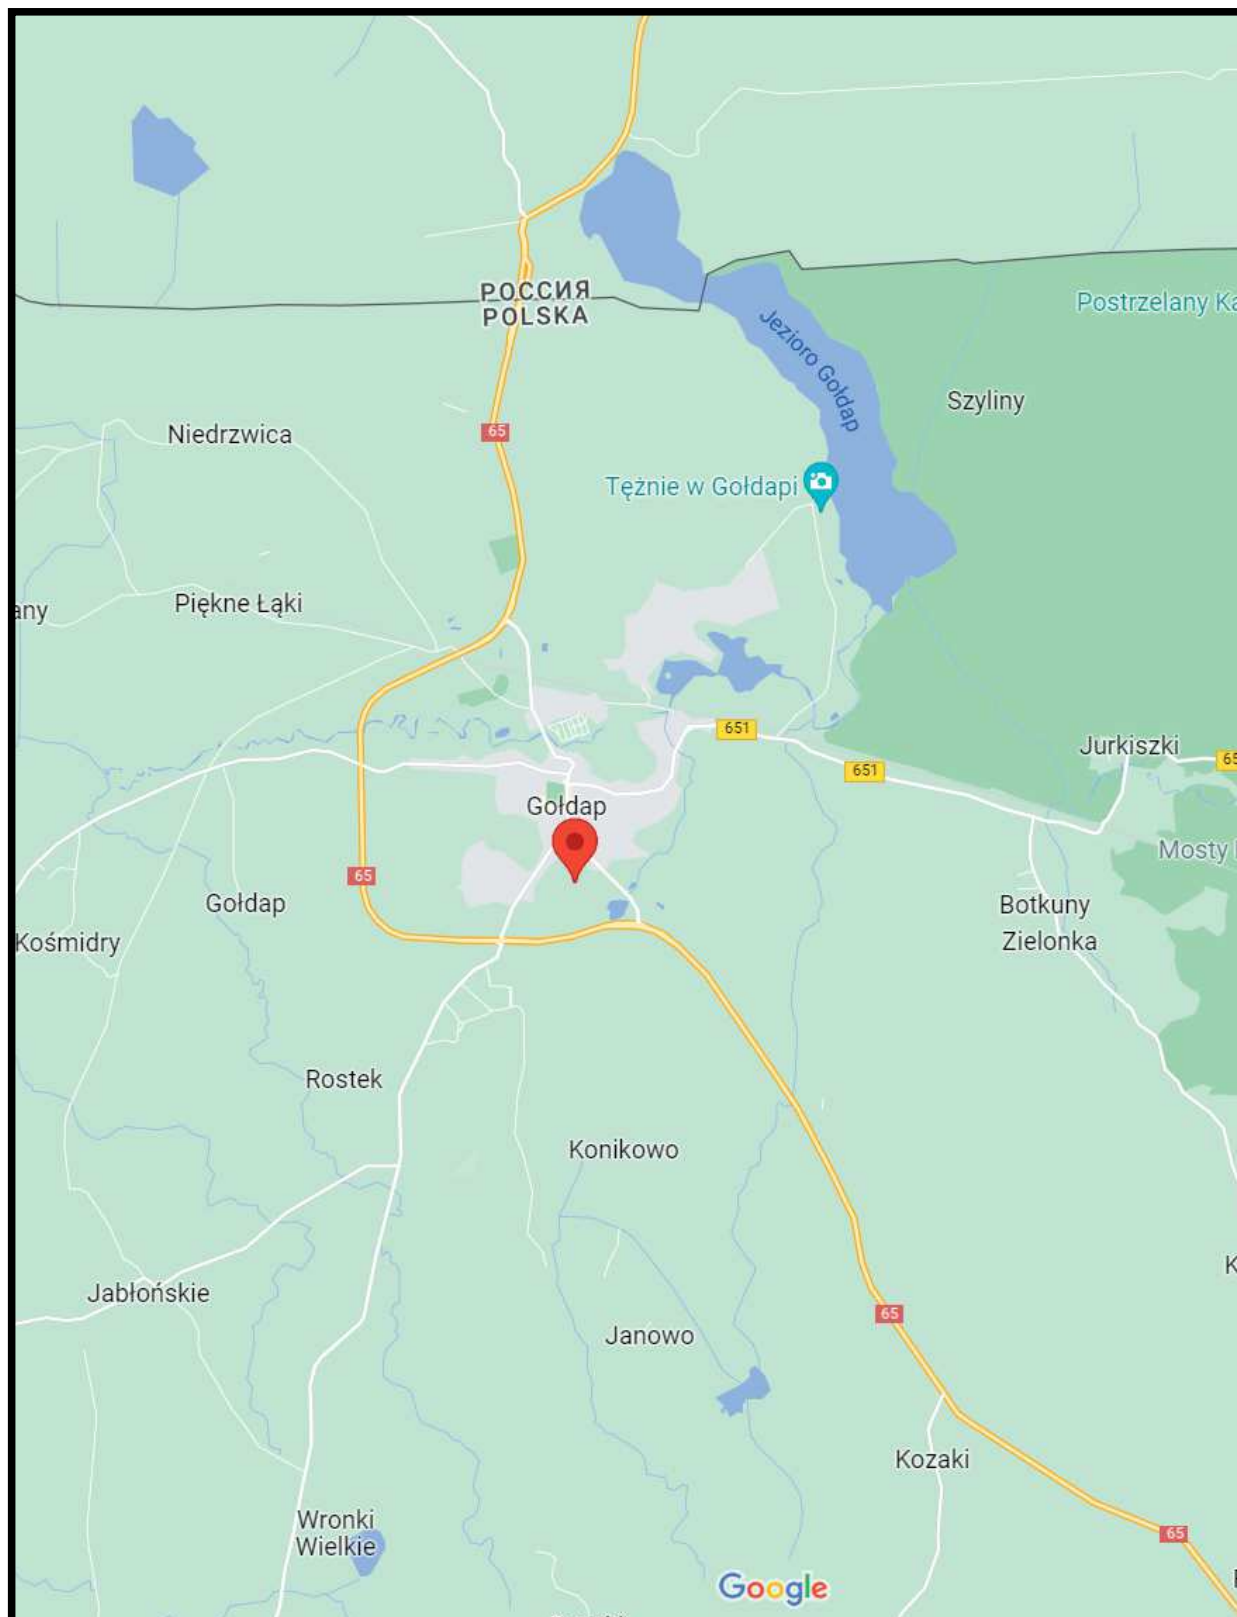 РОССИЯ
POLSKA
Postrzelany Ka
Jezioro Gołdap
Szyliny
Niedrzwica
65
Tężnie w Gołdapi
Piękne Łąki
any
651
Jurkiszki
65
651
Gołdap
Mosty
65
Gołdap
Botkuny
Kośmidry
Zielonka
Rostek
Konikowo
K
Jabłońskie
65
Janowo
Kozaki
Wronki
Wielkie
65
Google